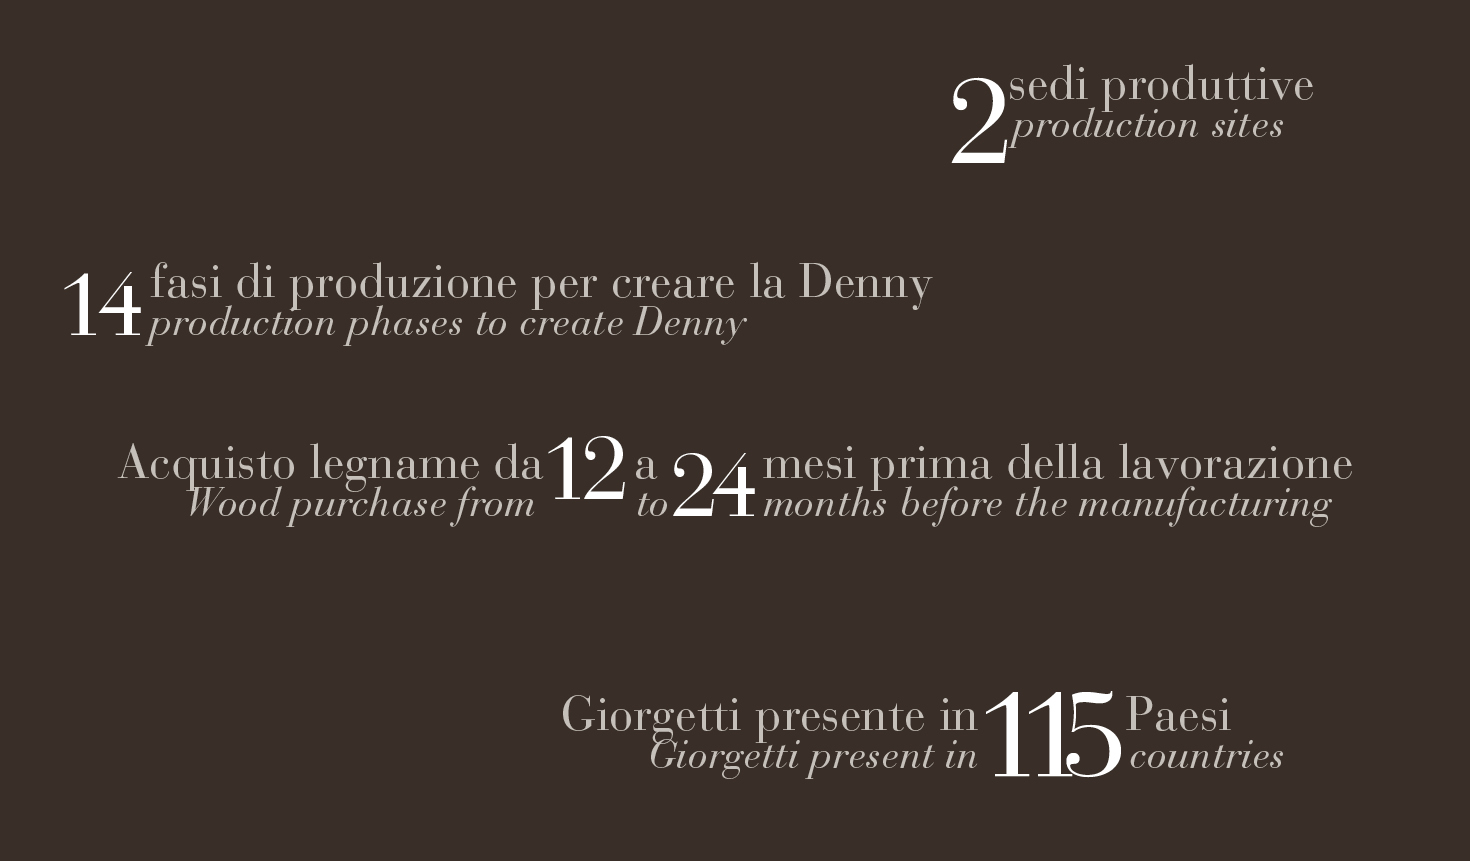 2 sedi produttive
production sites
14 fasi di produzione per creare la Denny
production phases to create Denny
Acquisto legname da 12 a 24 mesi prima della lavorazione
Wood purchase from to months before the manufacturing
Giorgetti presente in 115 Paesi
Giorgetti present in countries